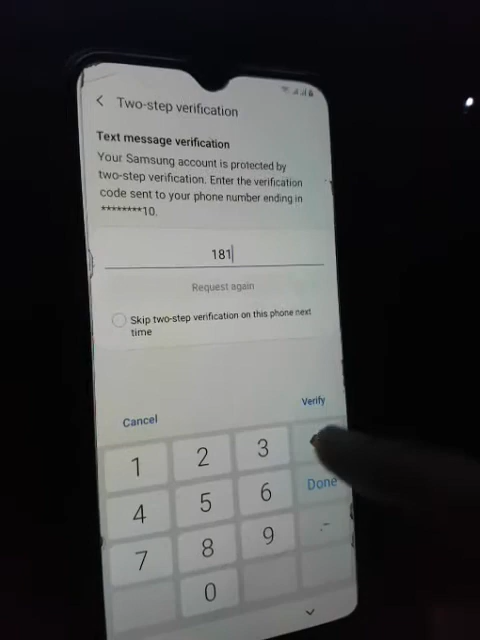 Two-step verification
Text message verification
Your Samsung account is protected by
two-step verification. Enter the verification
code sent to your phone number ending in
********10.
181
Request again
Skip two-step verification on this phone next
time
Cancel
Verify
1 2 3
4 5 6 Done
7 8 9 .-
0